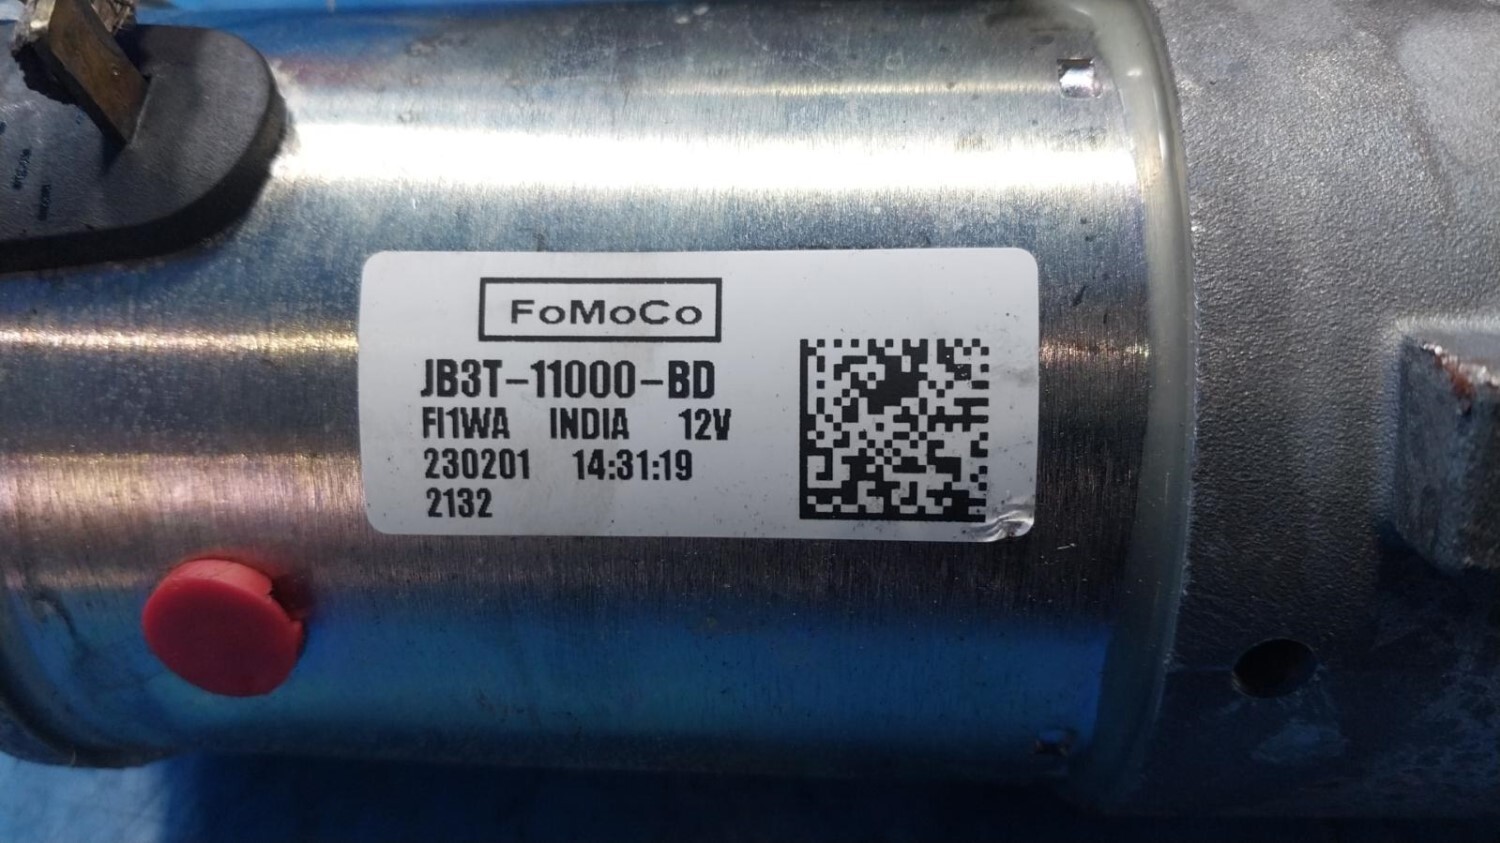 FoMoCo
JB3T-11000-BD
FI1WA INDIA 12V
230201 14:31:19
2132